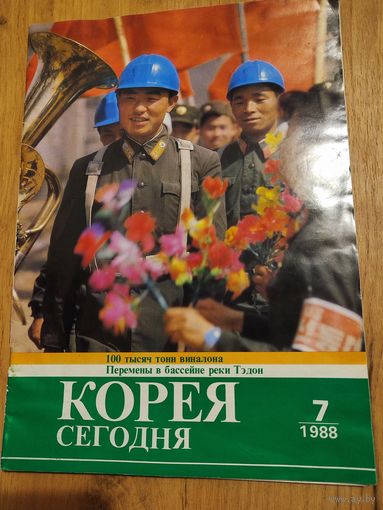 100 тысяч тонн виналона
Перемены в бассейне реки Тэдон
КОРЕЯ
СЕГОДНЯ
7
1988